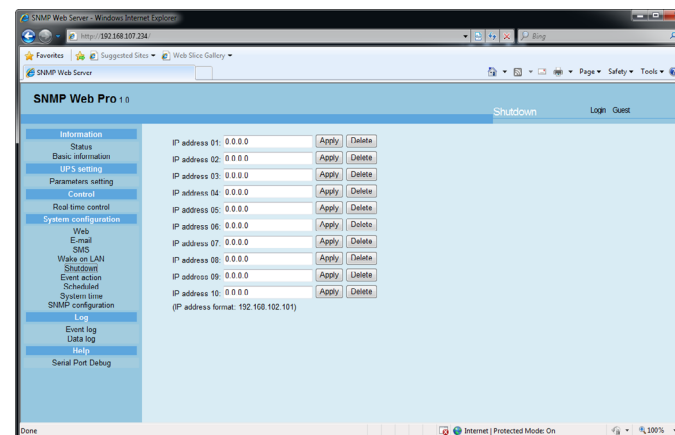 SNMP Web Server - Windows Internet Explorer
http://192.168.107.234/
Bing
Favorites Suggested Sites Web Slice Gallery
SNMP Web Server
Page Safety Tools
SNMP Web Pro 1.0
Shutdown Login Guest
Information
Status
Basic information
UPS setting
Parameters setting
Control
Real time control
System configuration
Web
E-mail
SMS
Wake on LAN
Shutdown
Event action
Scheduled
System time
SNMP configuration
Log
Event log
Data log
Help
Serial Port Debug
IP address 01: 0.0.0.0 Apply Delete
IP address 02: 0.0.0.0 Apply Delete
IP address 03: 0.0.0.0 Apply Delete
IP address 04: 0.0.0.0 Apply Delete
IP address 05: 0.0.0.0 Apply Delete
IP address 06: 0.0.0.0 Apply Delete
IP address 07: 0.0.0.0 Apply Delete
IP address 08: 0.0.0.0 Apply Delete
IP address 09: 0.0.0.0 Apply Delete
IP address 10: 0.0.0.0 Apply Delete
(IP address format: 192.168.102.101)
Done Internet | Protected Mode: On 100%